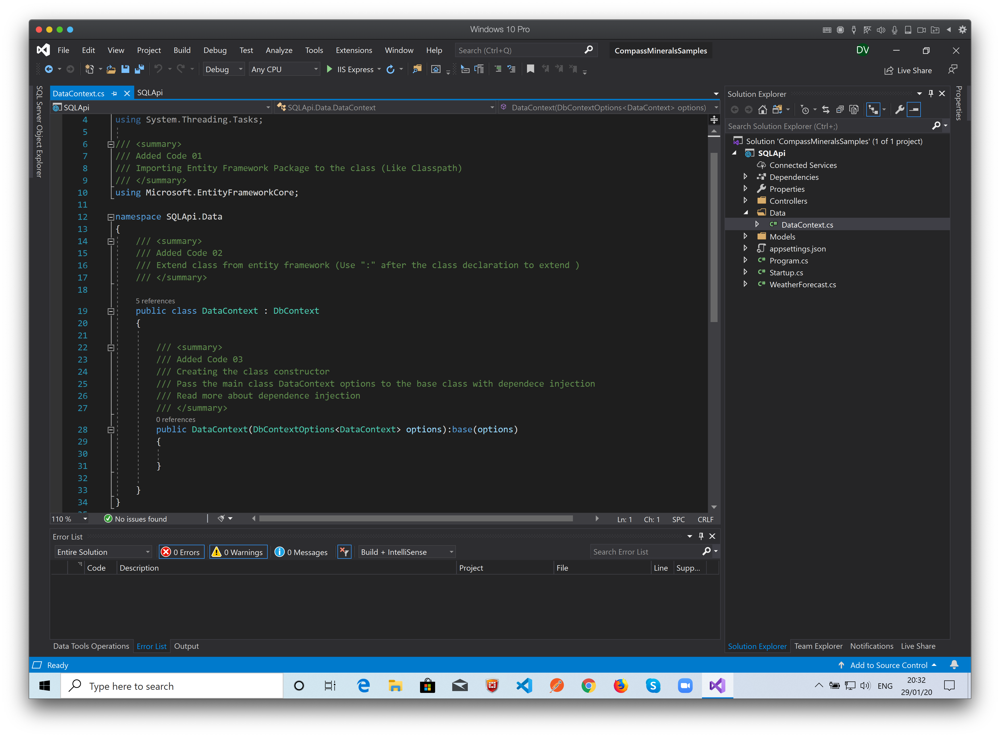 Windows 10 Pro
File Edit View Project Build Debug Test Analyze Tools Extensions Window Help Search (Ctrl+Q) CompassMineralsSamples DV
Debug Any CPU IIS Express Live Share
SQL Server Object Explorer
DataContext.cs SQLApi
SQLApi SQLApi.Data.DataContext DataContext(DbContextOptions<DataContext> options)
4 using System.Threading.Tasks;
5
6 /// <summary>
7 /// Added Code 01
8 /// Importing Entity Framework Package to the class (Like Classpath)
9 /// </summary>
10 using Microsoft.EntityFrameworkCore;
11
12 namespace SQLApi.Data
13 {
14 /// <summary>
15 /// Added Code 02
16 /// Extend class from entity framework (Use ":" after the class declaration to extend )
17 /// </summary>
18
5 references
19 public class DataContext : DbContext
20 {
21
22 /// <summary>
23 /// Added Code 03
24 /// Creating the class constructor
25 /// Pass the main class DataContext options to the base class with dependece injection
26 /// Read more about dependence injection
27 /// </summary>
0 references
28 public DataContext(DbContextOptions<DataContext> options):base(options)
29 {
30
31 }
32
33 }
34 }
110 % No issues found Ln: 1 Ch: 1 SPC CRLF
Error List
Entire Solution 0 Errors 0 Warnings 0 Messages Build + IntelliSense Search Error List
Code Description Project File Line Supp...
Data Tools Operations Error List Output
Solution Explorer
Search Solution Explorer (Ctrl+;)
Solution 'CompassMineralsSamples' (1 of 1 project)
SQLApi
Connected Services
Dependencies
Properties
Controllers
Data
C# DataContext.cs
Models
appsettings.json
C# Program.cs
C# Startup.cs
C# WeatherForecast.cs
Solution Explorer Team Explorer Notifications Live Share
Properties
Ready Add to Source Control
Type here to search ENG 20:32
29/01/20